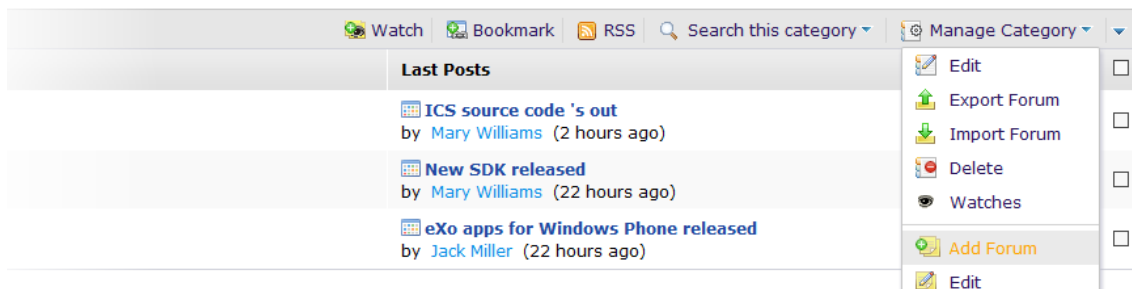 Watch Bookmark RSS Search this category Manage Category
Last Posts
ICS source code 's out
by Mary Williams (2 hours ago)
New SDK released
by Mary Williams (22 hours ago)
eXo apps for Windows Phone released
by Jack Miller (22 hours ago)
Edit
Export Forum
Import Forum
Delete
Watches
Add Forum
Edit